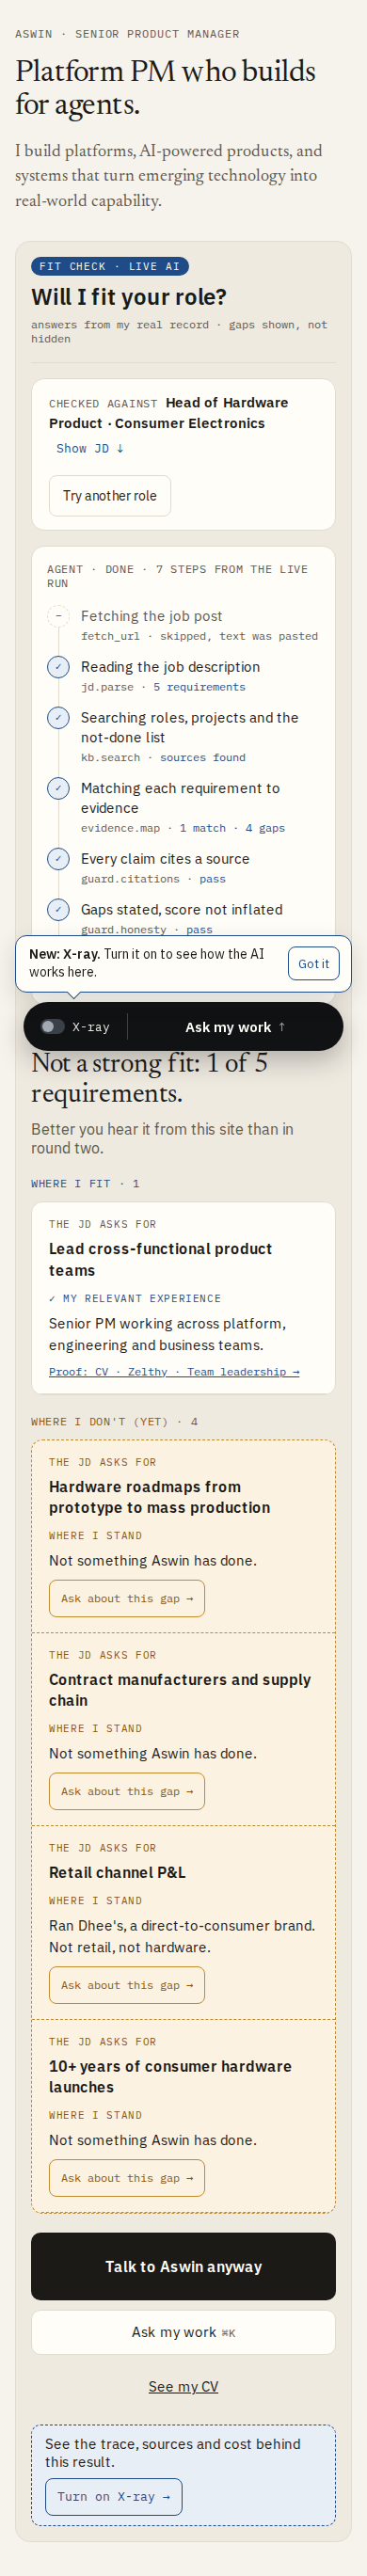 ASWIN · SENIOR PRODUCT MANAGER
Platform PM who builds
for agents.
I build platforms, AI-powered products, and
systems that turn emerging technology into
real-world capability.
FIT CHECK · LIVE AI
Will I fit your role?
answers from my real record · gaps shown, not
hidden
CHECKED AGAINST Head of Hardware
Product · Consumer Electronics
Show JD ↓
Try another role
AGENT · DONE · 7 STEPS FROM THE LIVE
RUN
– Fetching the job post
fetch_url · skipped, text was pasted
✓ Reading the job description
jd.parse · 5 requirements
✓ Searching roles, projects and the
not-done list
kb.search · sources found
✓ Matching each requirement to
evidence
evidence.map · 1 match · 4 gaps
✓ Every claim cites a source
guard.citations · pass
✓ Gaps stated, score not inflated
guard.honesty · pass
New: X-ray. Turn it on to see how the AI
works here.
Got it
X-ray
Ask my work ↑
Not a strong fit: 1 of 5
requirements.
Better you hear it from this site than in
round two.
WHERE I FIT · 1
THE JD ASKS FOR
Lead cross-functional product
teams
✓ MY RELEVANT EXPERIENCE
Senior PM working across platform,
engineering and business teams.
Proof: CV · Zelthy · Team leadership →
WHERE I DON'T (YET) · 4
THE JD ASKS FOR
Hardware roadmaps from
prototype to mass production
WHERE I STAND
Not something Aswin has done.
Ask about this gap →
THE JD ASKS FOR
Contract manufacturers and supply
chain
WHERE I STAND
Not something Aswin has done.
Ask about this gap →
THE JD ASKS FOR
Retail channel P&L
WHERE I STAND
Ran Dhee's, a direct-to-consumer brand.
Not retail, not hardware.
Ask about this gap →
THE JD ASKS FOR
10+ years of consumer hardware
launches
WHERE I STAND
Not something Aswin has done.
Ask about this gap →
Talk to Aswin anyway
Ask my work ⌘K
See my CV
See the trace, sources and cost behind
this result.
Turn on X-ray →